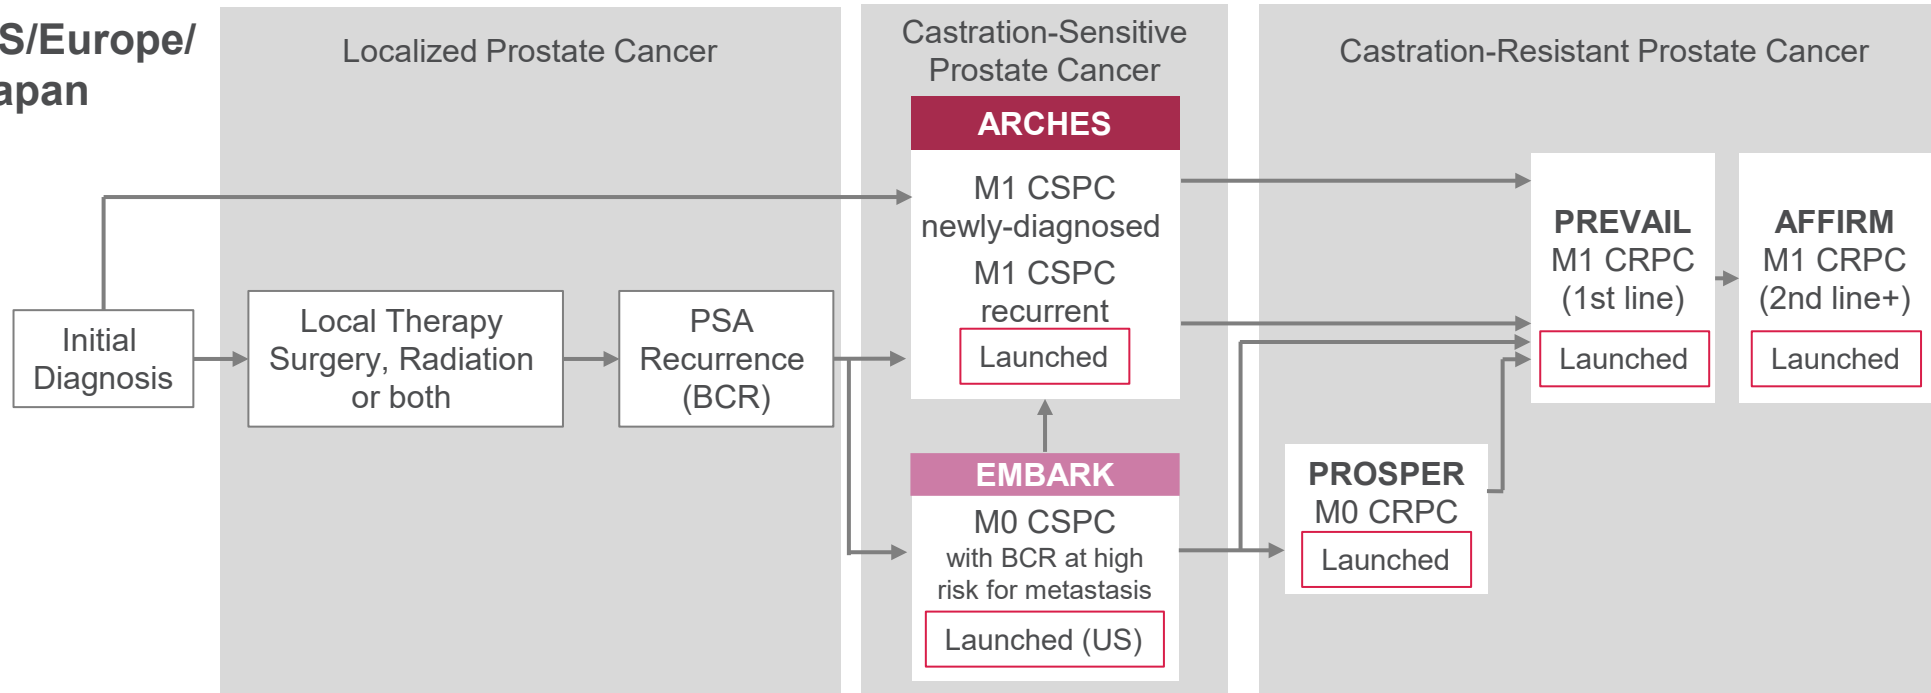 S/Europe/
apan
Localized Prostate Cancer
Castration-Sensitive
Prostate Cancer
Castration-Resistant Prostate Cancer
ARCHES
M1 CSPC
newly-diagnosed
M1 CSPC
recurrent
Launched
PREVAIL
M1 CRPC
(1st line)
Launched
AFFIRM
M1 CRPC
(2nd line+)
Launched
Initial
Diagnosis
Local Therapy
Surgery, Radiation
or both
PSA
Recurrence
(BCR)
EMBARK
M0 CSPC
with BCR at high
risk for metastasis
Launched (US)
PROSPER
M0 CRPC
Launched